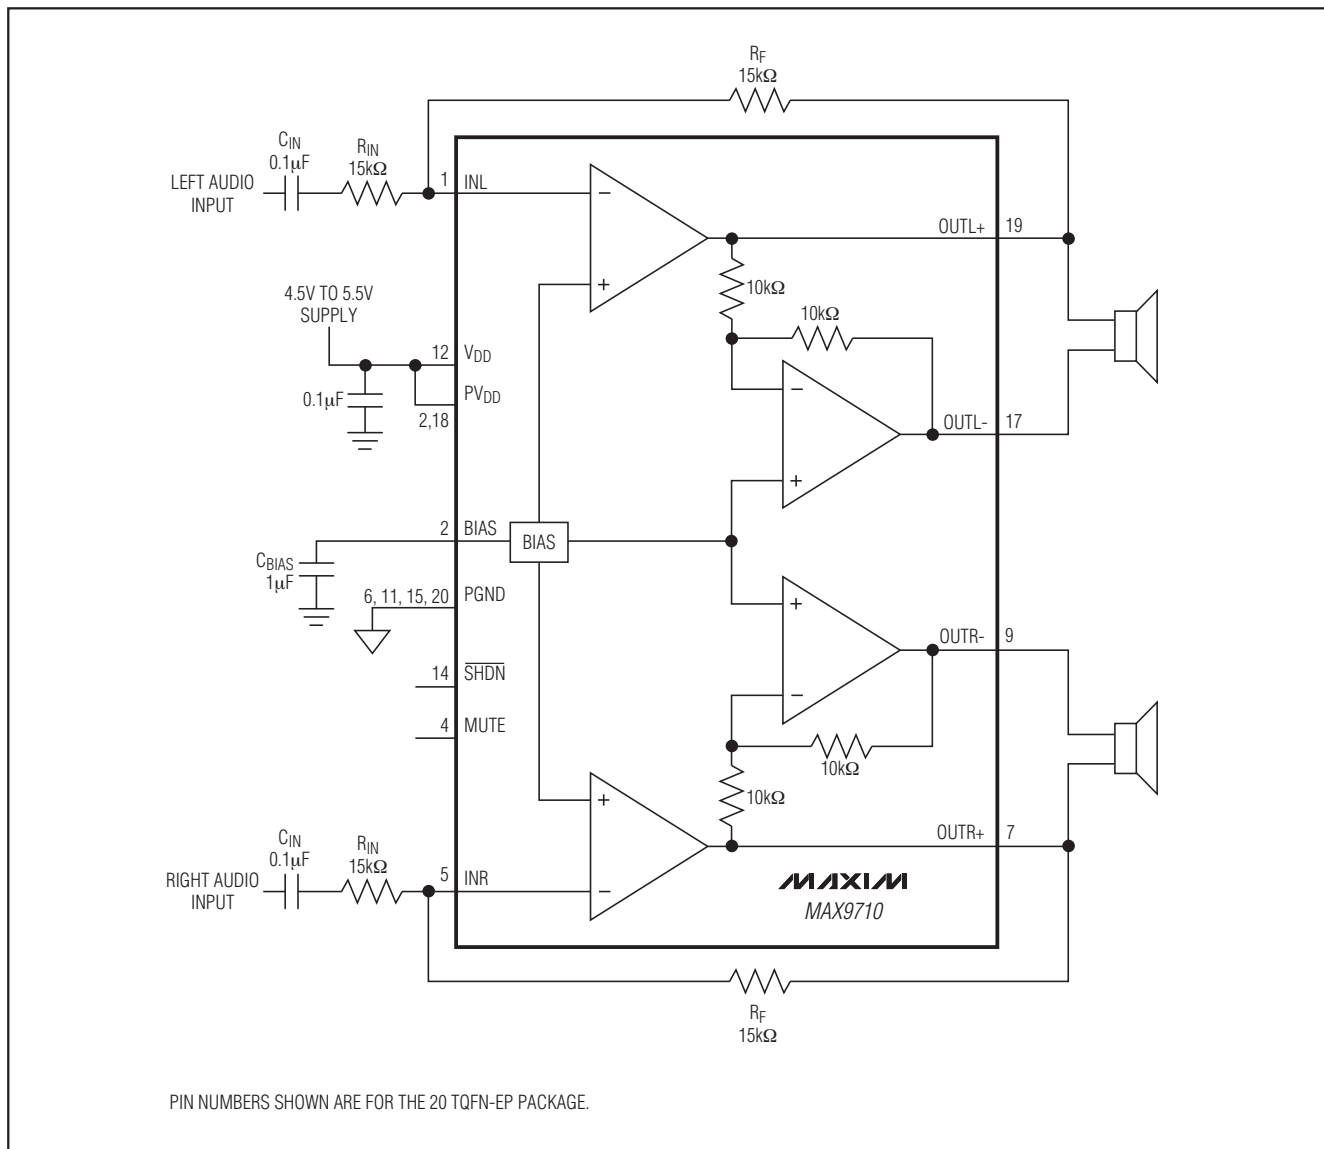 RF
15kΩ
CIN
0.1µF
RIN
15kΩ
LEFT AUDIO
INPUT
1
INL
−
+
OUTL+
19
10kΩ
10kΩ
4.5V TO 5.5V
SUPPLY
12
VDD
0.1µF
PVDD
2,18
−
+
OUTL-
17
2
BIAS
BIAS
CBIAS
1µF
6, 11, 15, 20
PGND
+
−
OUTR-
9
14
SHDN
4
MUTE
10kΩ
10kΩ
+
−
OUTR+
7
CIN
0.1µF
RIN
15kΩ
RIGHT AUDIO
INPUT
5
INR
MAXIM
MAX9710
RF
15kΩ
PIN NUMBERS SHOWN ARE FOR THE 20 TQFN-EP PACKAGE.